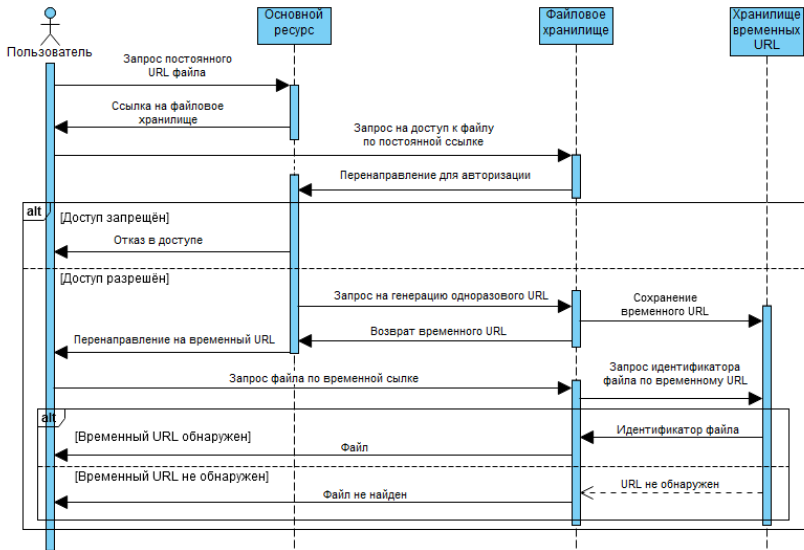 Пользователь
Основной
ресурс
Файловое
хранилище
Хранилище
временных
URL
Запрос постоянного
URL файла
Ссылка на файловое
хранилище
Запрос на доступ к файлу
по постоянной ссылке
Перенаправление для авторизации
alt
[Доступ запрещён]
Отказ в доступе
[Доступ разрешён]
Запрос на генерацию одноразового URL
Сохранение
временного URL
Возврат временного URL
Перенаправление на временный URL
Запрос файла по временной сылке
Запрос идентификатора
файла по временному URL
alt
[Временный URL обнаружен]
Идентификатор файла
Файл
[Временный URL не обнаружен]
URL не обнаружен
Файл не найден